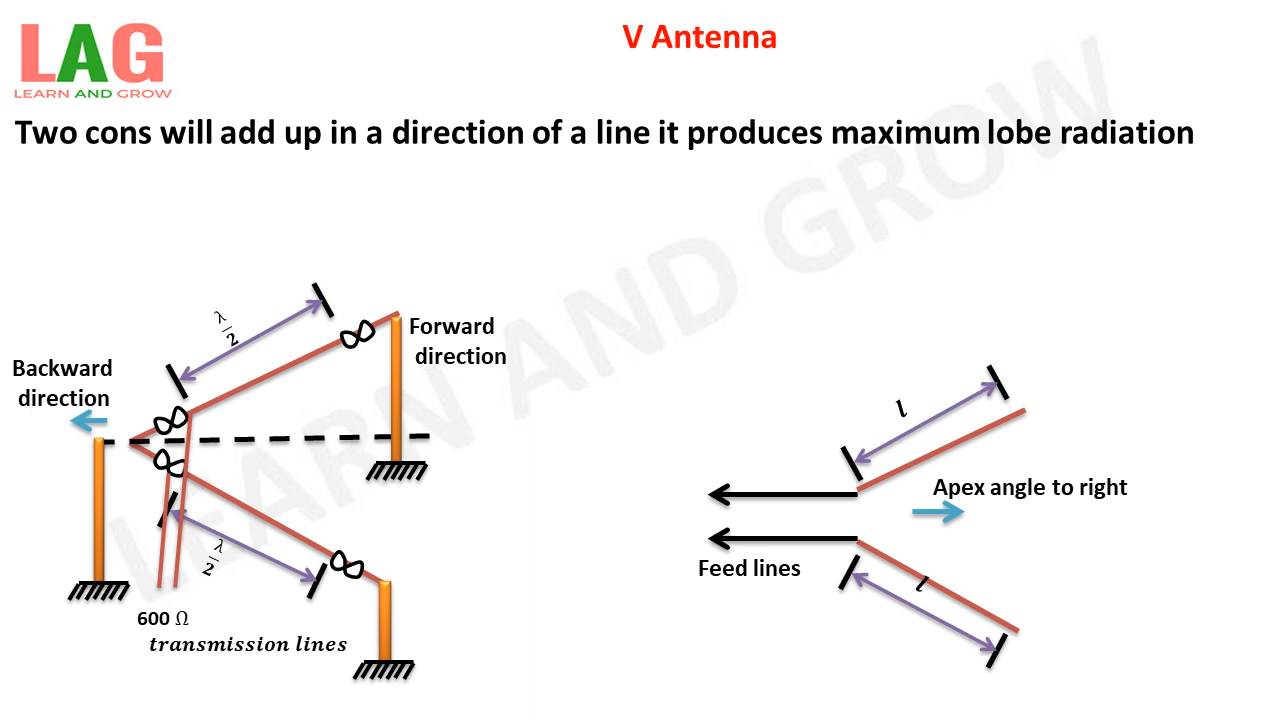 LAG
LEARN AND GROW
V Antenna
Two cons will add up in a direction of a line it produces maximum lobe radiation
LEARN AND GROW
λ
2
Forward
direction
Backward
direction
λ
2
600 Ω
transmission lines
l
Apex angle to right
Feed lines
l